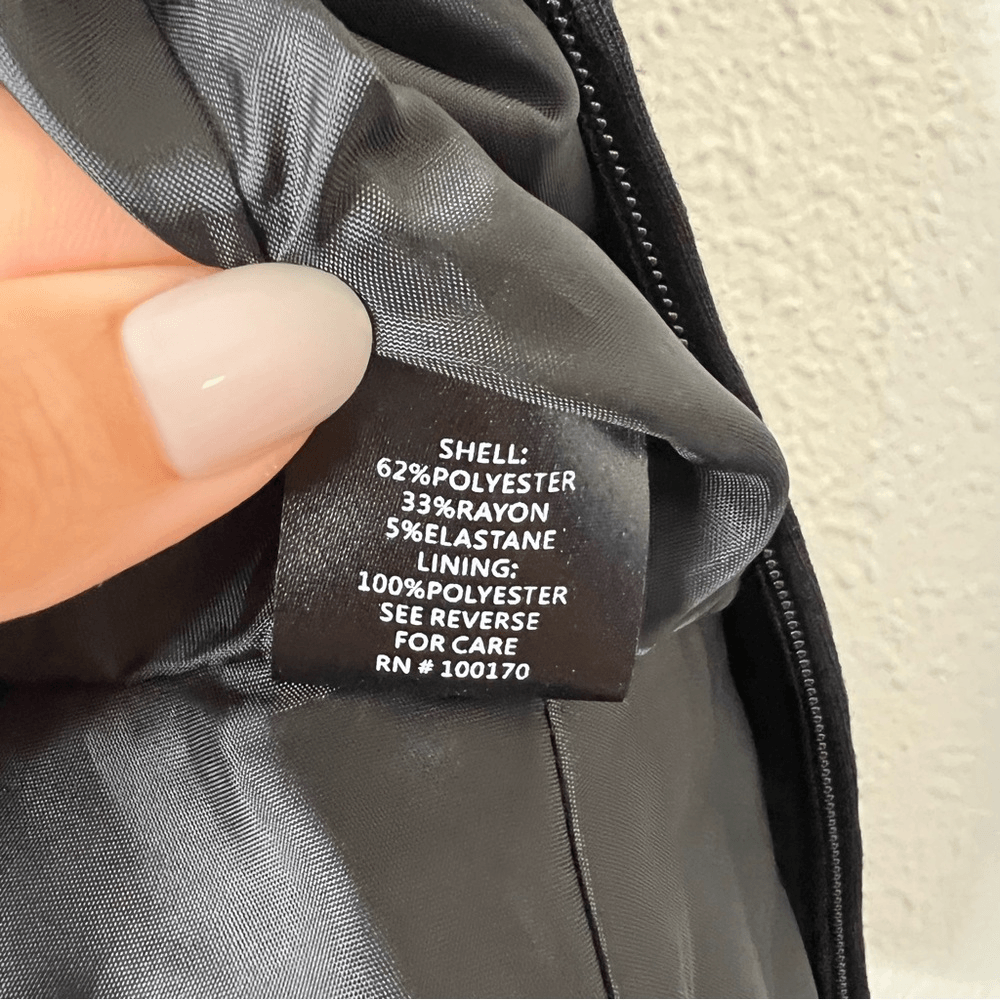 SHELL:
62%POLYESTER
33%RAYON
5%ELASTANE
LINING:
100%POLYESTER
SEE REVERSE
FOR CARE
RN # 100170